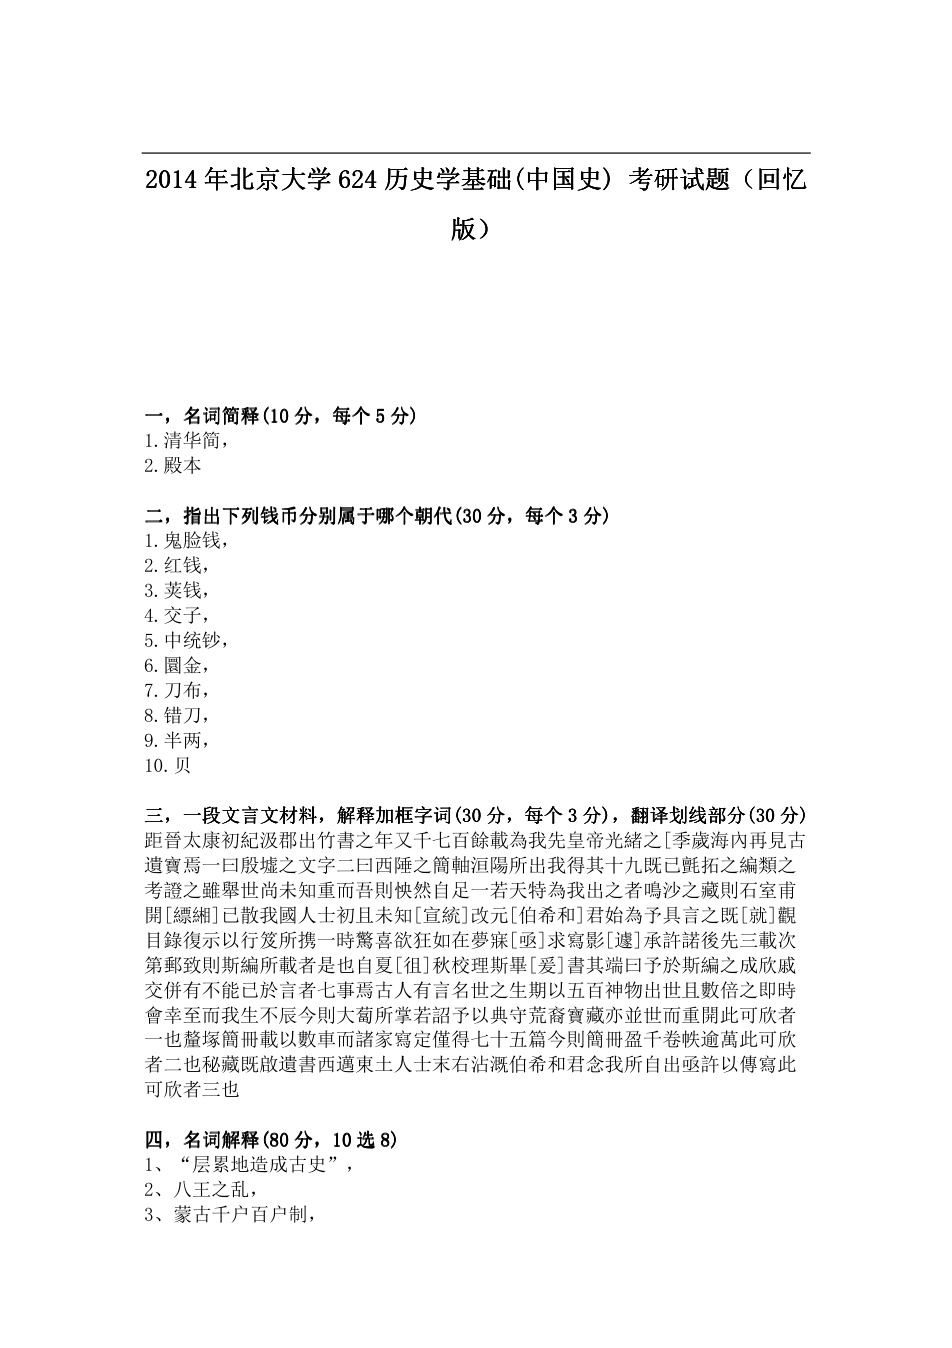 2014 年北京大学 624 历史学基础(中国史) 考研试题（回忆
版）
一，名词简释(10 分，每个 5 分)
1.清华简，
2.殿本
二，指出下列钱币分别属于哪个朝代(30 分，每个 3 分)
1.鬼脸钱，
2.红钱，
3.荚钱，
4.交子，
5.中统钞，
6.圜金，
7.刀布，
8.错刀，
9.半两，
10.贝
三，一段文言文材料，解释加框字词(30 分，每个 3 分)，翻译划线部分(30 分)
距晉太康初紀汲郡出竹書之年又千七百餘載為我先皇帝光緒之[季歲海內再見古
遺寶焉一曰殷墟之文字二曰西陲之簡軸洹陽所出我得其十九既已氈拓之編類之
考證之雖舉世尚未知重而吾則怏然自足一若天特為我出之者鳴沙之藏則石室甫
開[縹緗]已散我國人士初且未知[宣統]改元[伯希和]君始為予具言之既[就]觀
目錄復示以行笈所携一時驚喜欲狂如在夢寐[亟]求寫影[遽]承許諾後先三載次
第郵致則斯編所載者是也自夏[徂]秋校理斯畢[爰]書其端曰予於斯編之成欣戚
交併有不能已於言者七事焉古人有言名世之生期以五百神物出世且數倍之即時
會幸至而我生不辰今則大蔔所掌若詔予以典守荒裔寶藏亦並世而重開此可欣者
一也釐塚簡冊載以數車而諸家寫定僅得七十五篇今則簡冊盈千卷帙逾萬此可欣
者二也秘藏既啟遺書西邁東土人士末右沾溉伯希和君念我所自出亟許以傳寫此
可欣者三也
四，名词解释(80 分，10 选 8)
1、“层累地造成古史”，
2、八王之乱，
3、蒙古千户百户制，